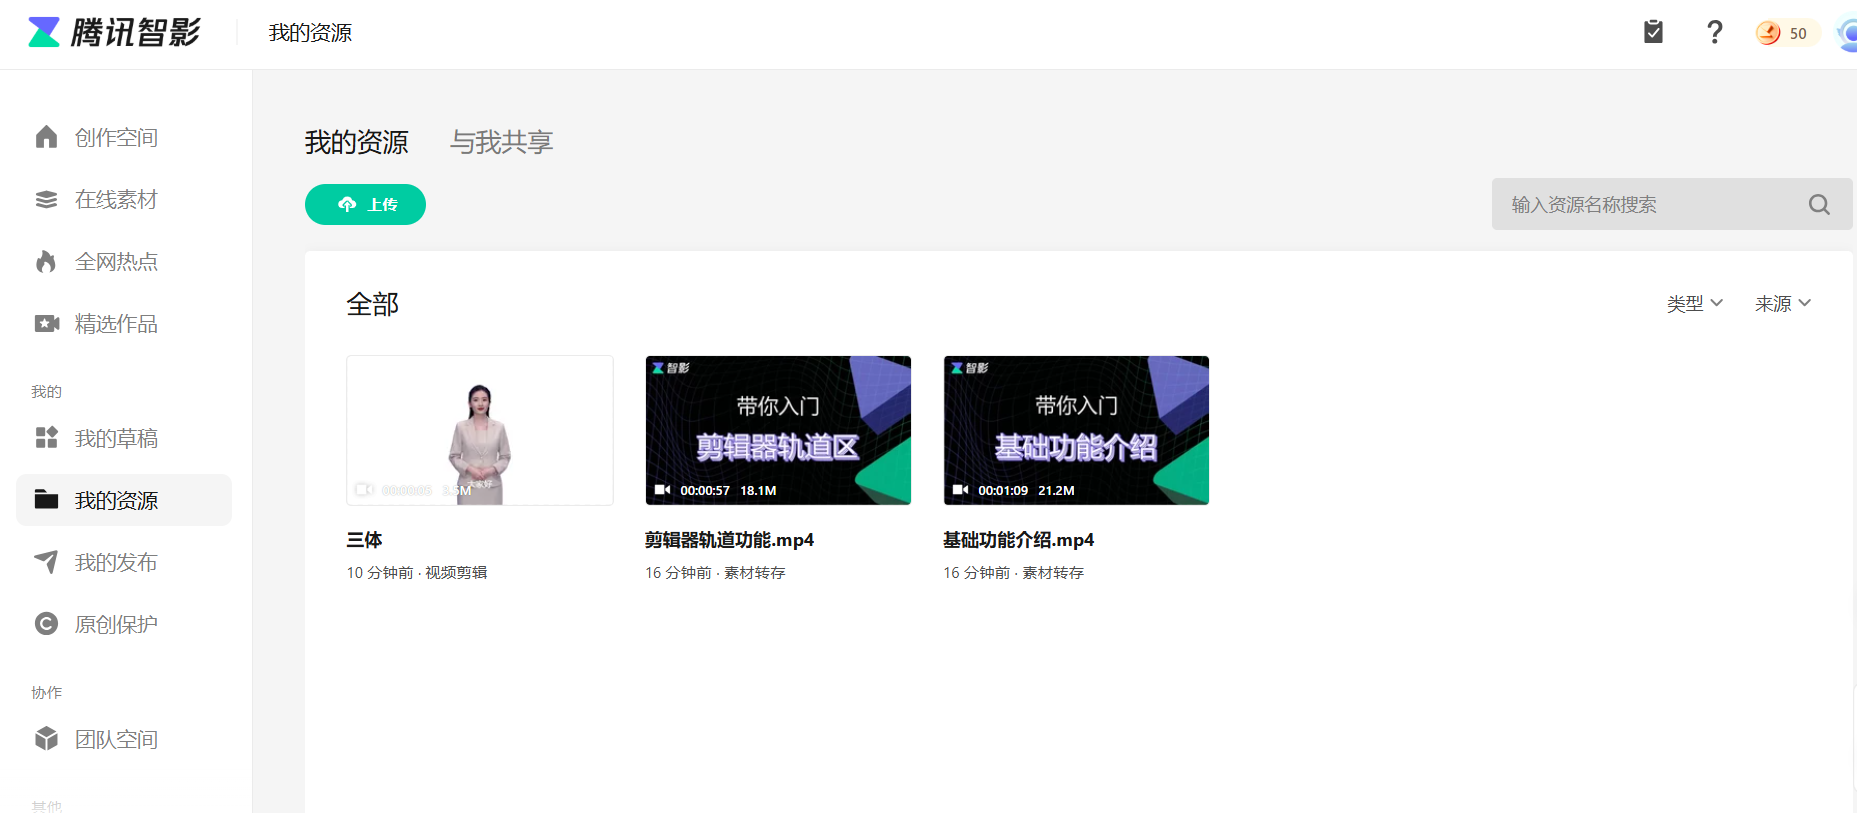 腾讯智影
我的资源
50
创作空间
在线素材
全网热点
精选作品
我的
我的草稿
我的资源
我的发布
原创保护
协作
团队空间
其他
我的资源
与我共享
上传
输入资源名称搜索
全部
类型
来源
大家好
00:00:05 3.5M
三体
10 分钟前 · 视频剪辑
智影
带你入门
剪辑器轨道区
00:00:57 18.1M
剪辑器轨道功能.mp4
16 分钟前 · 素材转存
智影
带你入门
基础功能介绍
00:01:09 21.2M
基础功能介绍.mp4
16 分钟前 · 素材转存